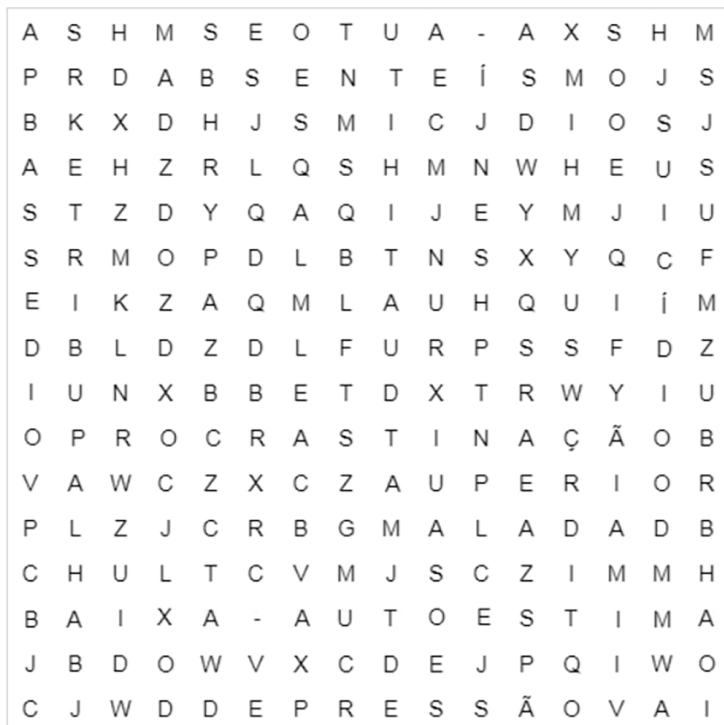 A S H M S E O T U A - A X S H M
P R D A B S E N T E Í S M O J S
B K X D H J S M I C J D I O S J
A E H Z R L Q S H M N W H E U S
S T Z D Y Q A Q I J E Y M J I U
S R M O P D L B T N S X Y Q C F
E I K Z A Q M L A U H Q U I Í M
D B L D Z D L F U R P S S F D Z
I U N X B B E T D X T R W Y I U
O P R O C R A S T I N A Ç Ã O B
V A W C Z X C Z A U P E R I O R
P L Z J C R B G M A L A D A D B
C H U L T C V M J S C Z I M M H
B A I X A - A U T O E S T I M A
J B D O W V X C D E J P Q I W O
C J W D D E P R E S S Ã O V A I